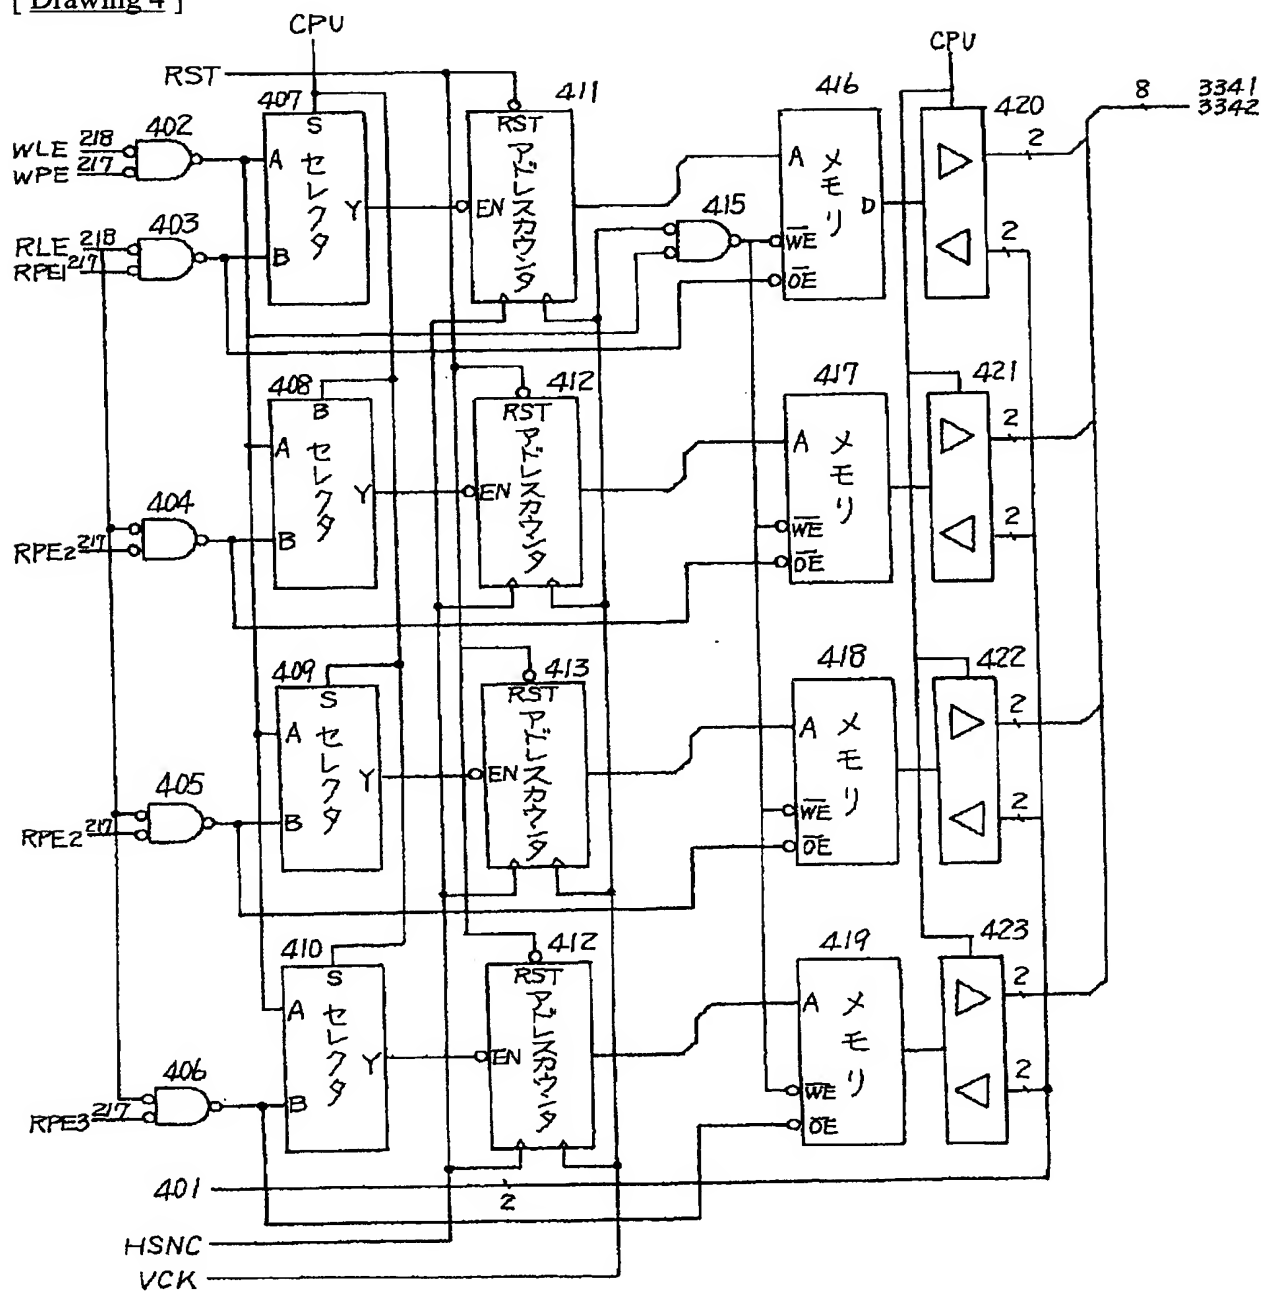 [ Drawing 4 ]
CPU
RST
407
411
416
CPU
420
8
3341
3342
WLE 218
WPE 217
402
S
A
セレクタ
Y
B
RST
アドレスカウンタ
EN
A
メモリ
D
WE
OE
2
2
415
RLE 218
RPE1 217
403
408
B
A
セレクタ
Y
B
412
RST
アドレスカウンタ
EN
417
A
メモリ
WE
OE
421
2
2
404
RPE2 217
409
S
A
セレクタ
Y
B
413
RST
アドレスカウンタ
EN
418
A
メモリ
WE
OE
422
2
2
405
RPE2 217
410
S
A
セレクタ
Y
B
412
RST
アドレスカウンタ
EN
419
A
メモリ
WE
OE
423
2
2
406
RPE3 217
401
2
HSNC
VCK